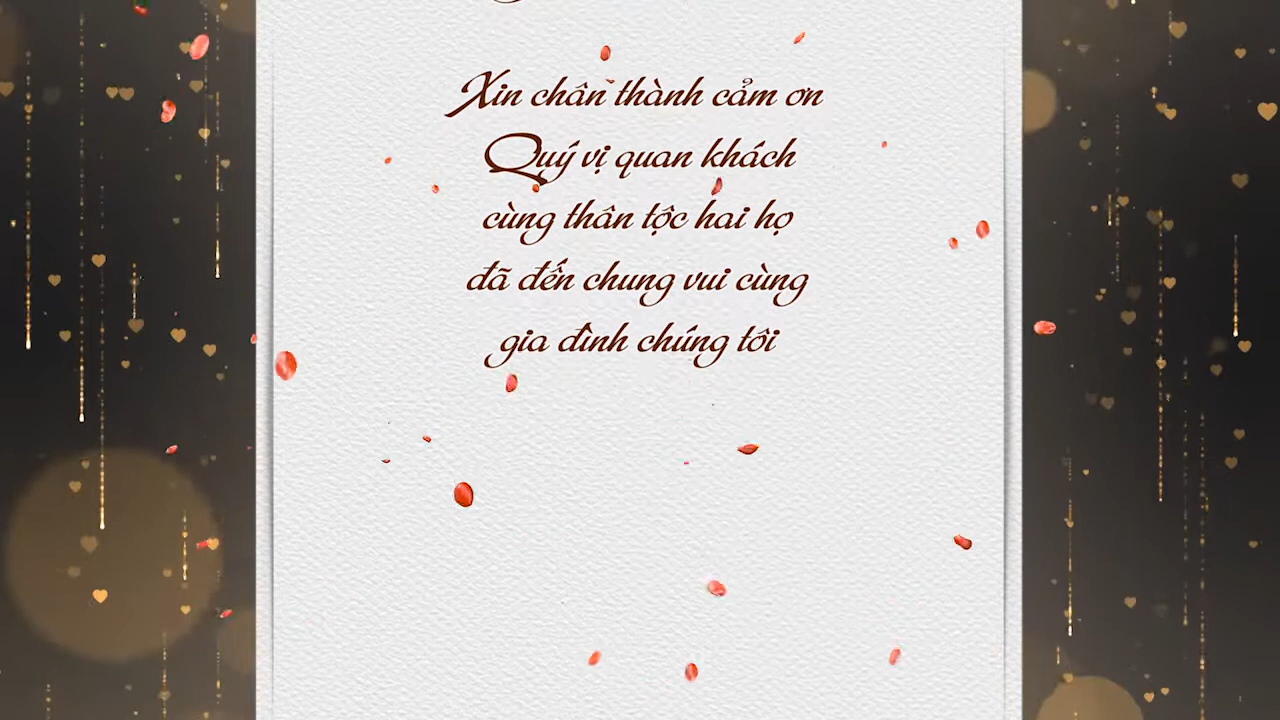 Xin chân thành cảm ơn
Quý vị quan khách
cùng thân tộc hai họ
đã đến chung vui cùng
gia đình chúng tôi